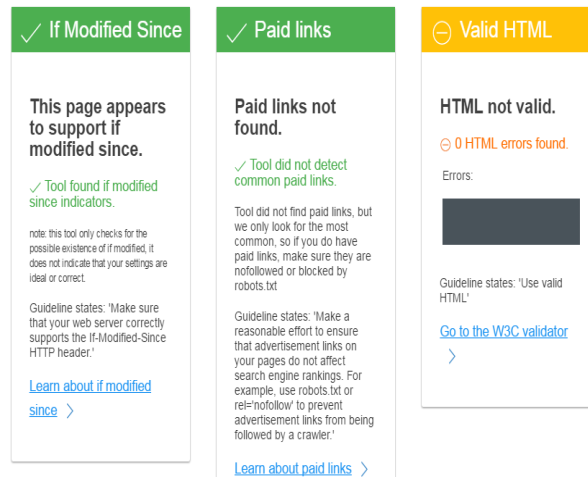 If Modified Since
This page appears
to support if
modified since.
Tool found if modified
since indicators.
note: this tool only checks for the
possible existence of if modified, it
does not indicate that your settings are
ideal or correct.
Guideline states: 'Make sure
that your web server correctly
supports the If-Modified-Since
HTTP header.'
Learn about if modified
since
Paid links
Paid links not
found.
Tool did not detect
common paid links.
Tool did not find paid links, but
we only look for the most
common, so if you do have
paid links, make sure they are
nofollowed or blocked by
robots.txt
Guideline states: 'Make a
reasonable effort to ensure
that advertisement links on
your pages do not affect
search engine rankings. For
example, use robots.txt or
rel='nofollow' to prevent
advertisement links from being
followed by a crawler.'
Learn about paid links
Valid HTML
HTML not valid.
0 HTML errors found.
Errors:
Guideline states: 'Use valid
HTML'
Go to the W3C validator